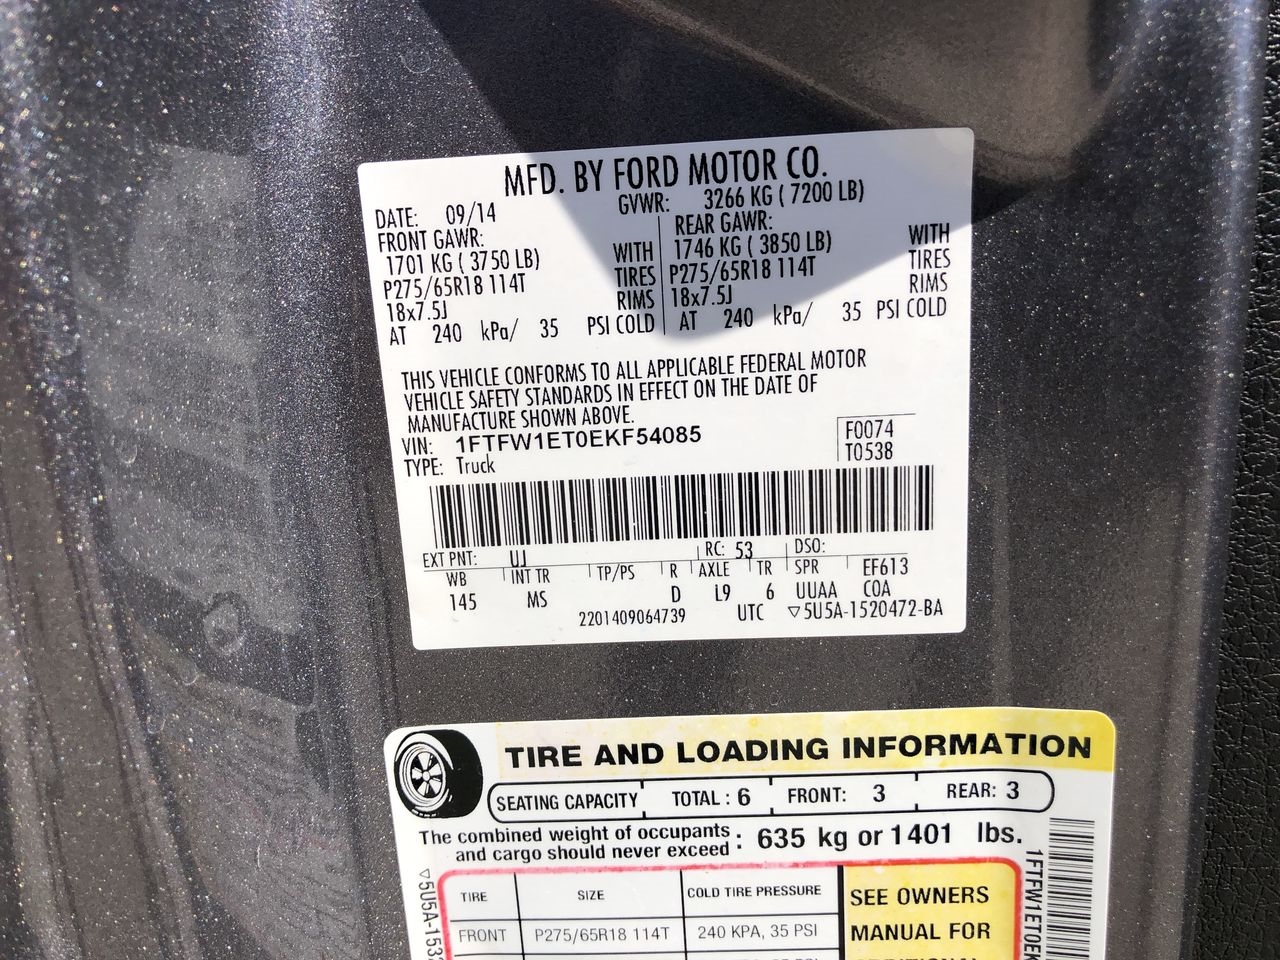 MFD. BY FORD MOTOR CO.
DATE: 09/14 GVWR: 3266 KG ( 7200 LB)
FRONT GAWR: REAR GAWR:
1701 KG ( 3750 LB) WITH 1746 KG ( 3850 LB) WITH
P275/65R18 114T TIRES P275/65R18 114T TIRES
18x7.5J RIMS 18x7.5J RIMS
AT 240 kPa/ 35 PSI COLD AT 240 kPa/ 35 PSI COLD
THIS VEHICLE CONFORMS TO ALL APPLICABLE FEDERAL MOTOR
VEHICLE SAFETY STANDARDS IN EFFECT ON THE DATE OF
MANUFACTURE SHOWN ABOVE.
VIN: 1FTFW1ET0EKF54085 F0074
TYPE: Truck T0538
EXT PNT: UJ RC: 53 DSO:
WB INT TR TP/PS R AXLE TR SPR EF613
145 MS D L9 6 UUAA COA
2201409064739 UTC ▽5U5A-1520472-BA
TIRE AND LOADING INFORMATION
SEATING CAPACITY TOTAL : 6 FRONT: 3 REAR: 3
The combined weight of occupants
and cargo should never exceed : 635 kg or 1401 lbs.
TIRE SIZE COLD TIRE PRESSURE SEE OWNERS
FRONT P275/65R18 114T 240 KPA, 35 PSI MANUAL FOR
▽5U5A-153
1FTFW1ET0EK